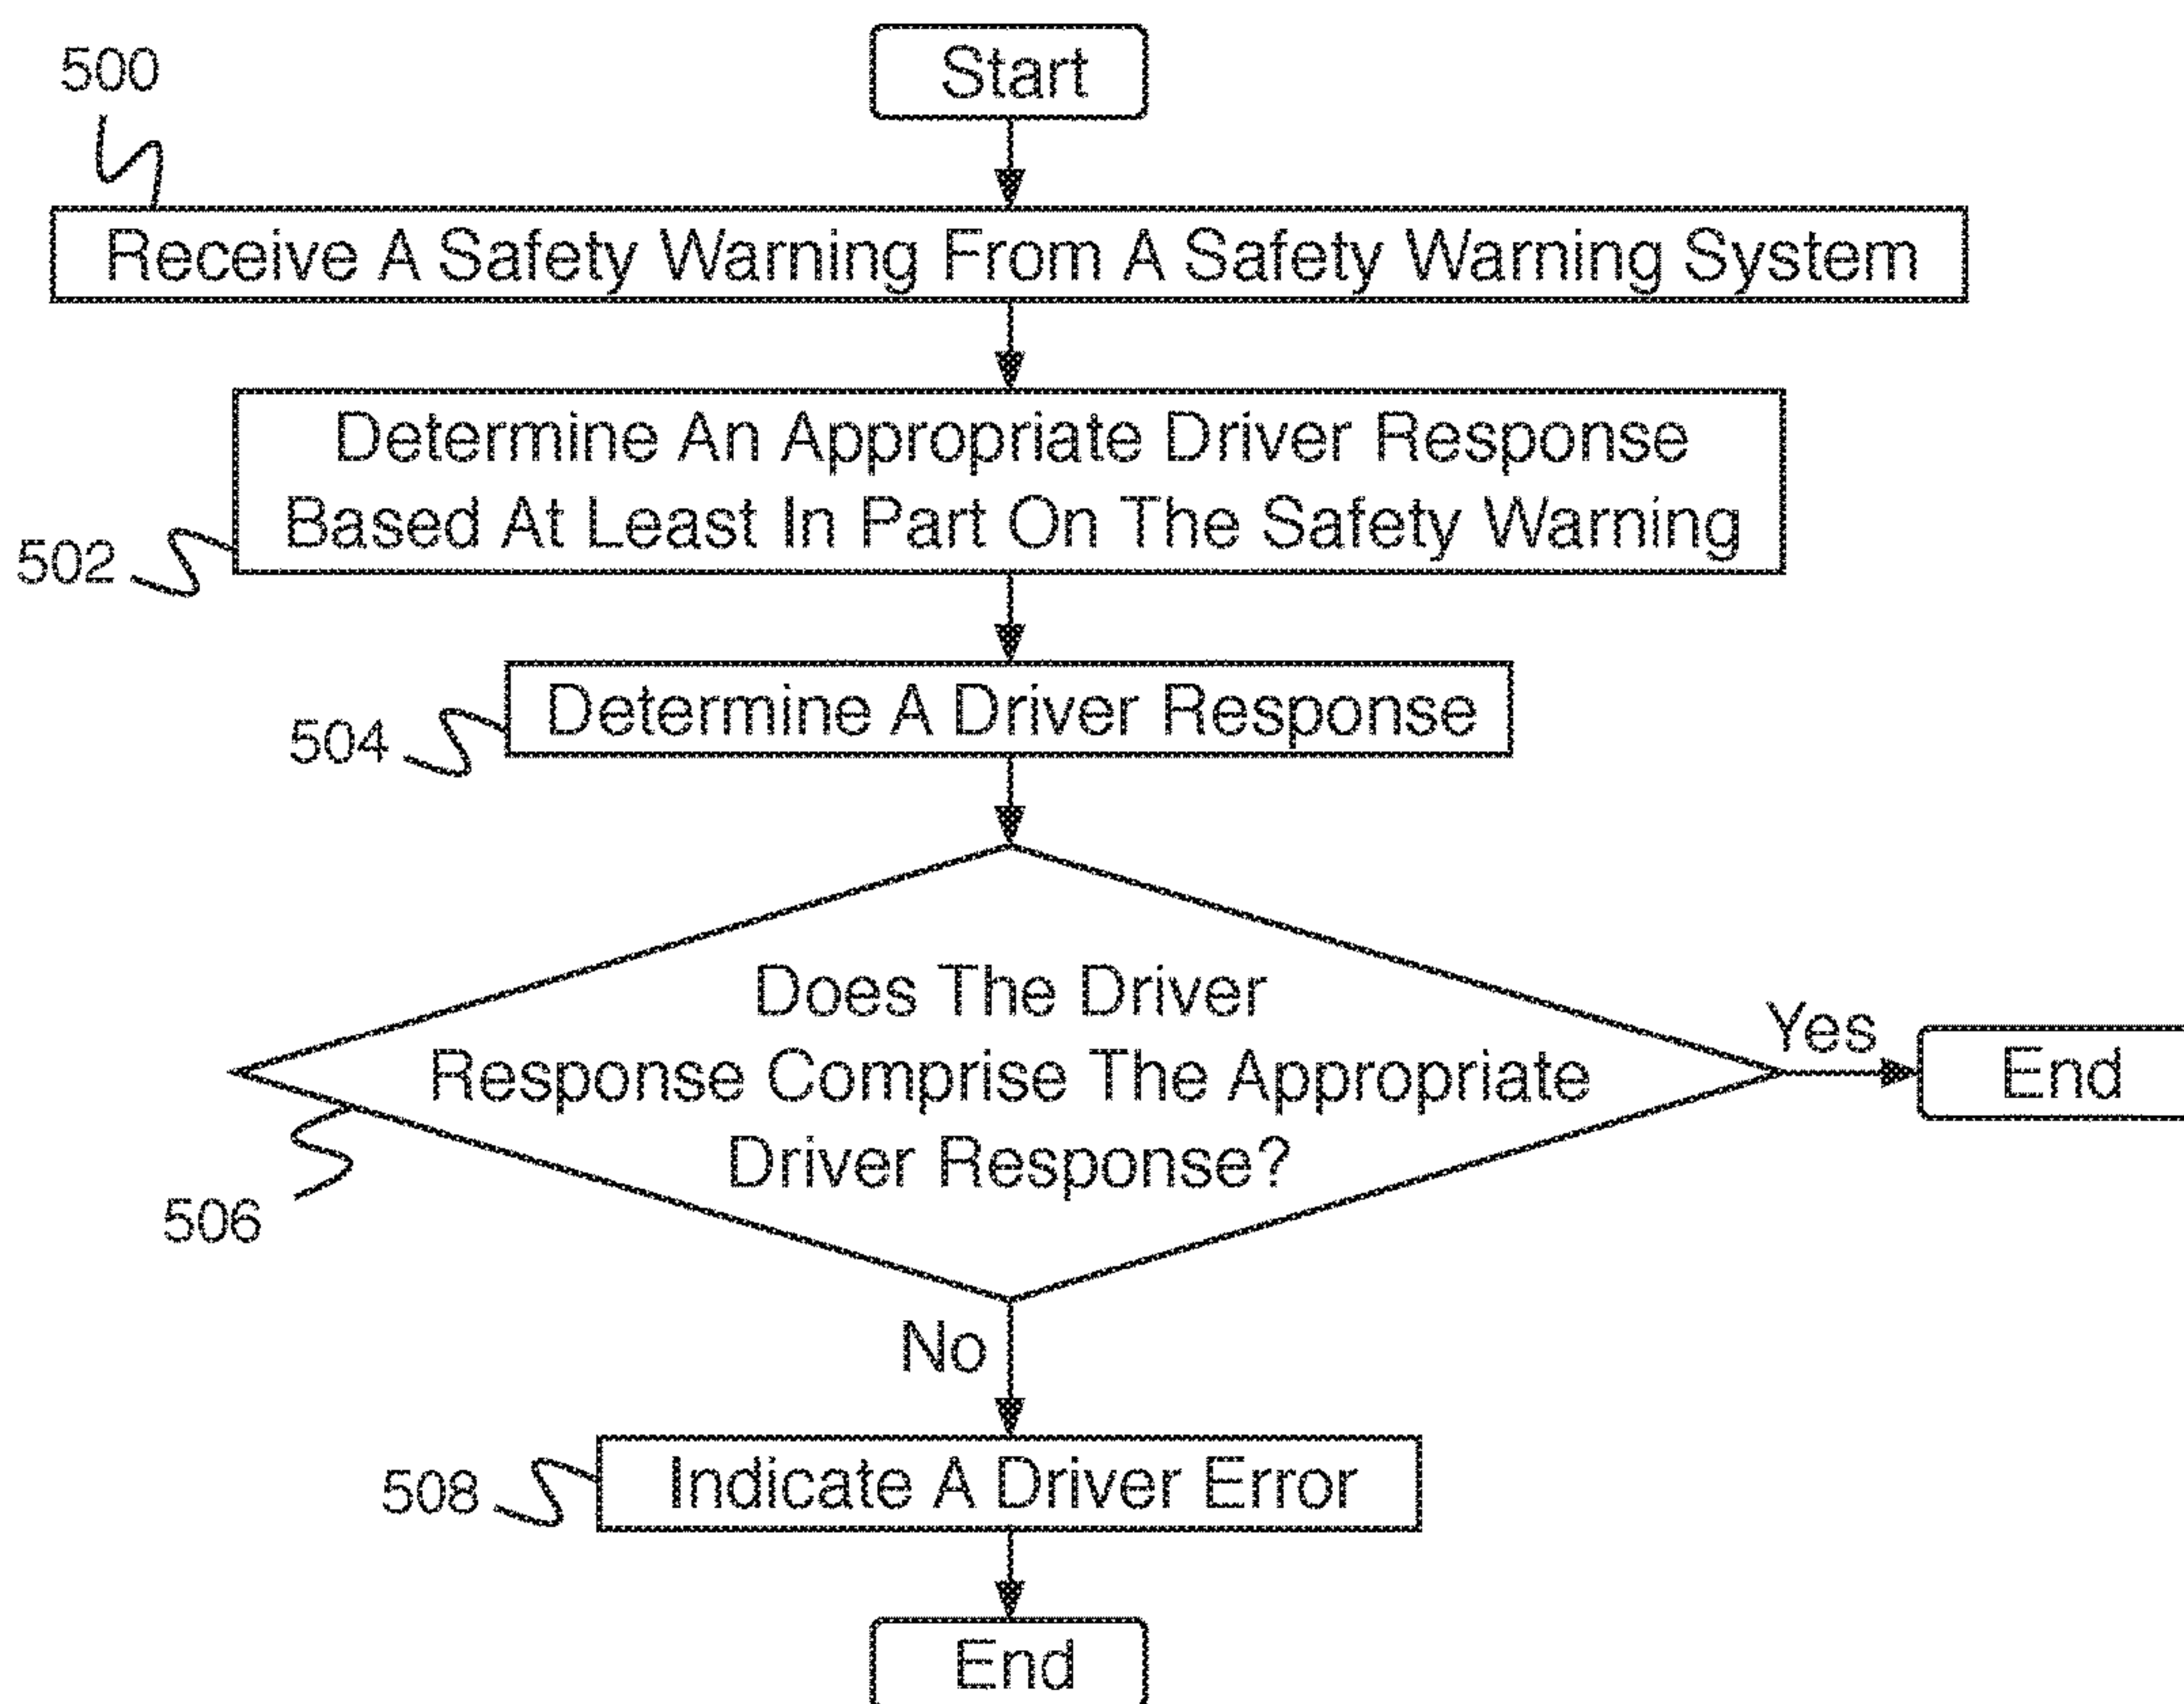 Start
500
Receive A Safety Warning From A Safety Warning System
Determine An Appropriate Driver Response
Based At Least In Part On The Safety Warning
502
Determine A Driver Response
504
Does The Driver
Response Comprise The Appropriate
Driver Response?
Yes
End
506
No
Indicate A Driver Error
508
End